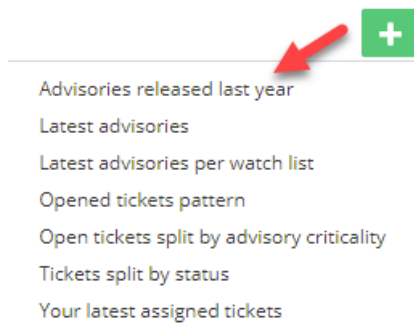 Advisories released last year
Latest advisories
Latest advisories per watch list
Opened tickets pattern
Open tickets split by advisory criticality
Tickets split by status
Your latest assigned tickets